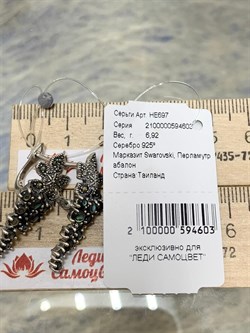 Серьги Арт. НЕ697
Серия 2100000594603
Вес, г. 6,92
Серебро 925°
Марказит Swarovski, Перламутр
абалон
Страна Таиланд
2 100000 594603
эксклюзивно для
"ЛЕДИ САМОЦВЕТ"
Леди
самоцвет